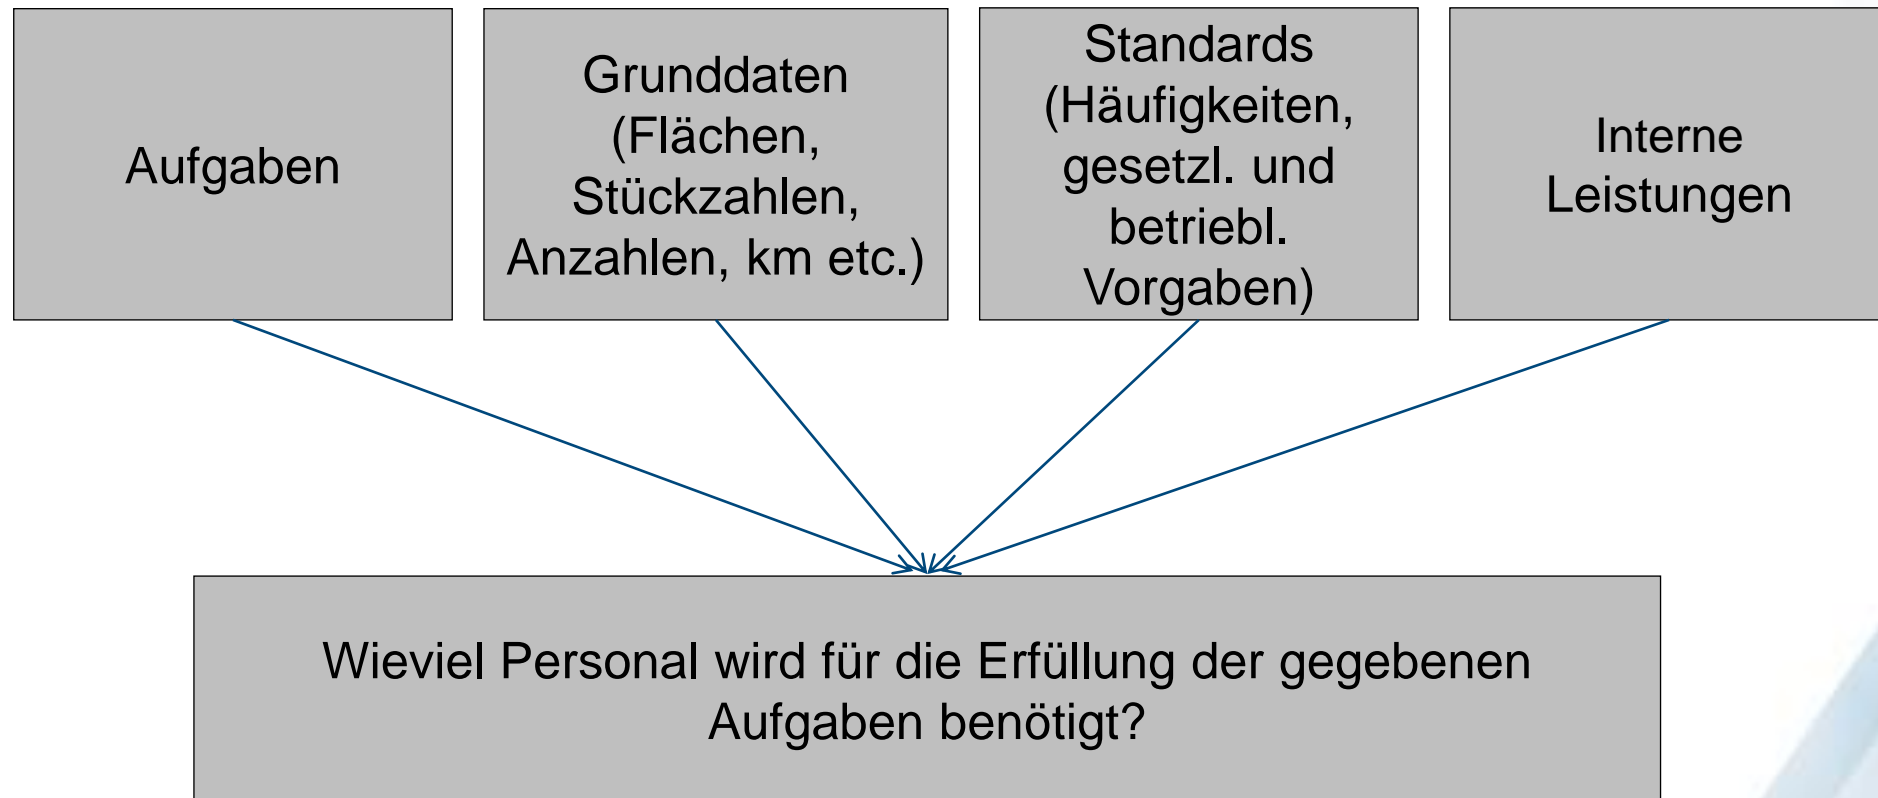 Aufgaben
Grunddaten
(Flächen,
Stückzahlen,
Anzahlen, km etc.)
Standards
(Häufigkeiten,
gesetzl. und
betriebl.
Vorgaben)
Interne
Leistungen
Wieviel Personal wird für die Erfüllung der gegebenen
Aufgaben benötigt?